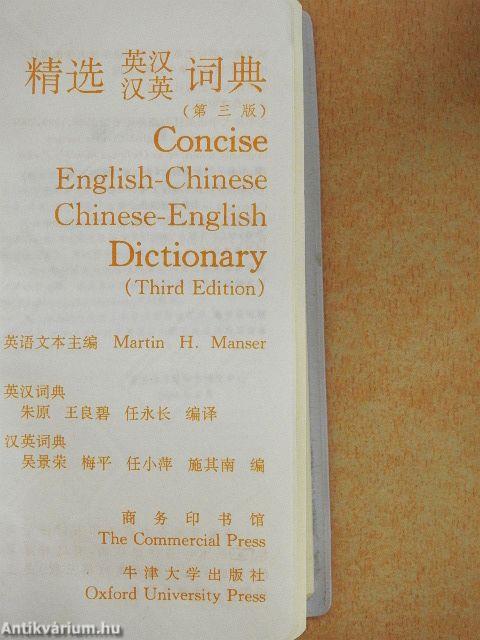 精选 英汉 词典
汉英
(第三版)
Concise
English-Chinese
Chinese-English
Dictionary
(Third Edition)
英语文本主编 Martin H. Manser
英汉词典
朱原 王良碧 任永长 编译
汉英词典
吴景荣 梅平 任小萍 施其南 编
商务印书馆
The Commercial Press
牛津大学出版社
Oxford University Press
Antikvárium.hu